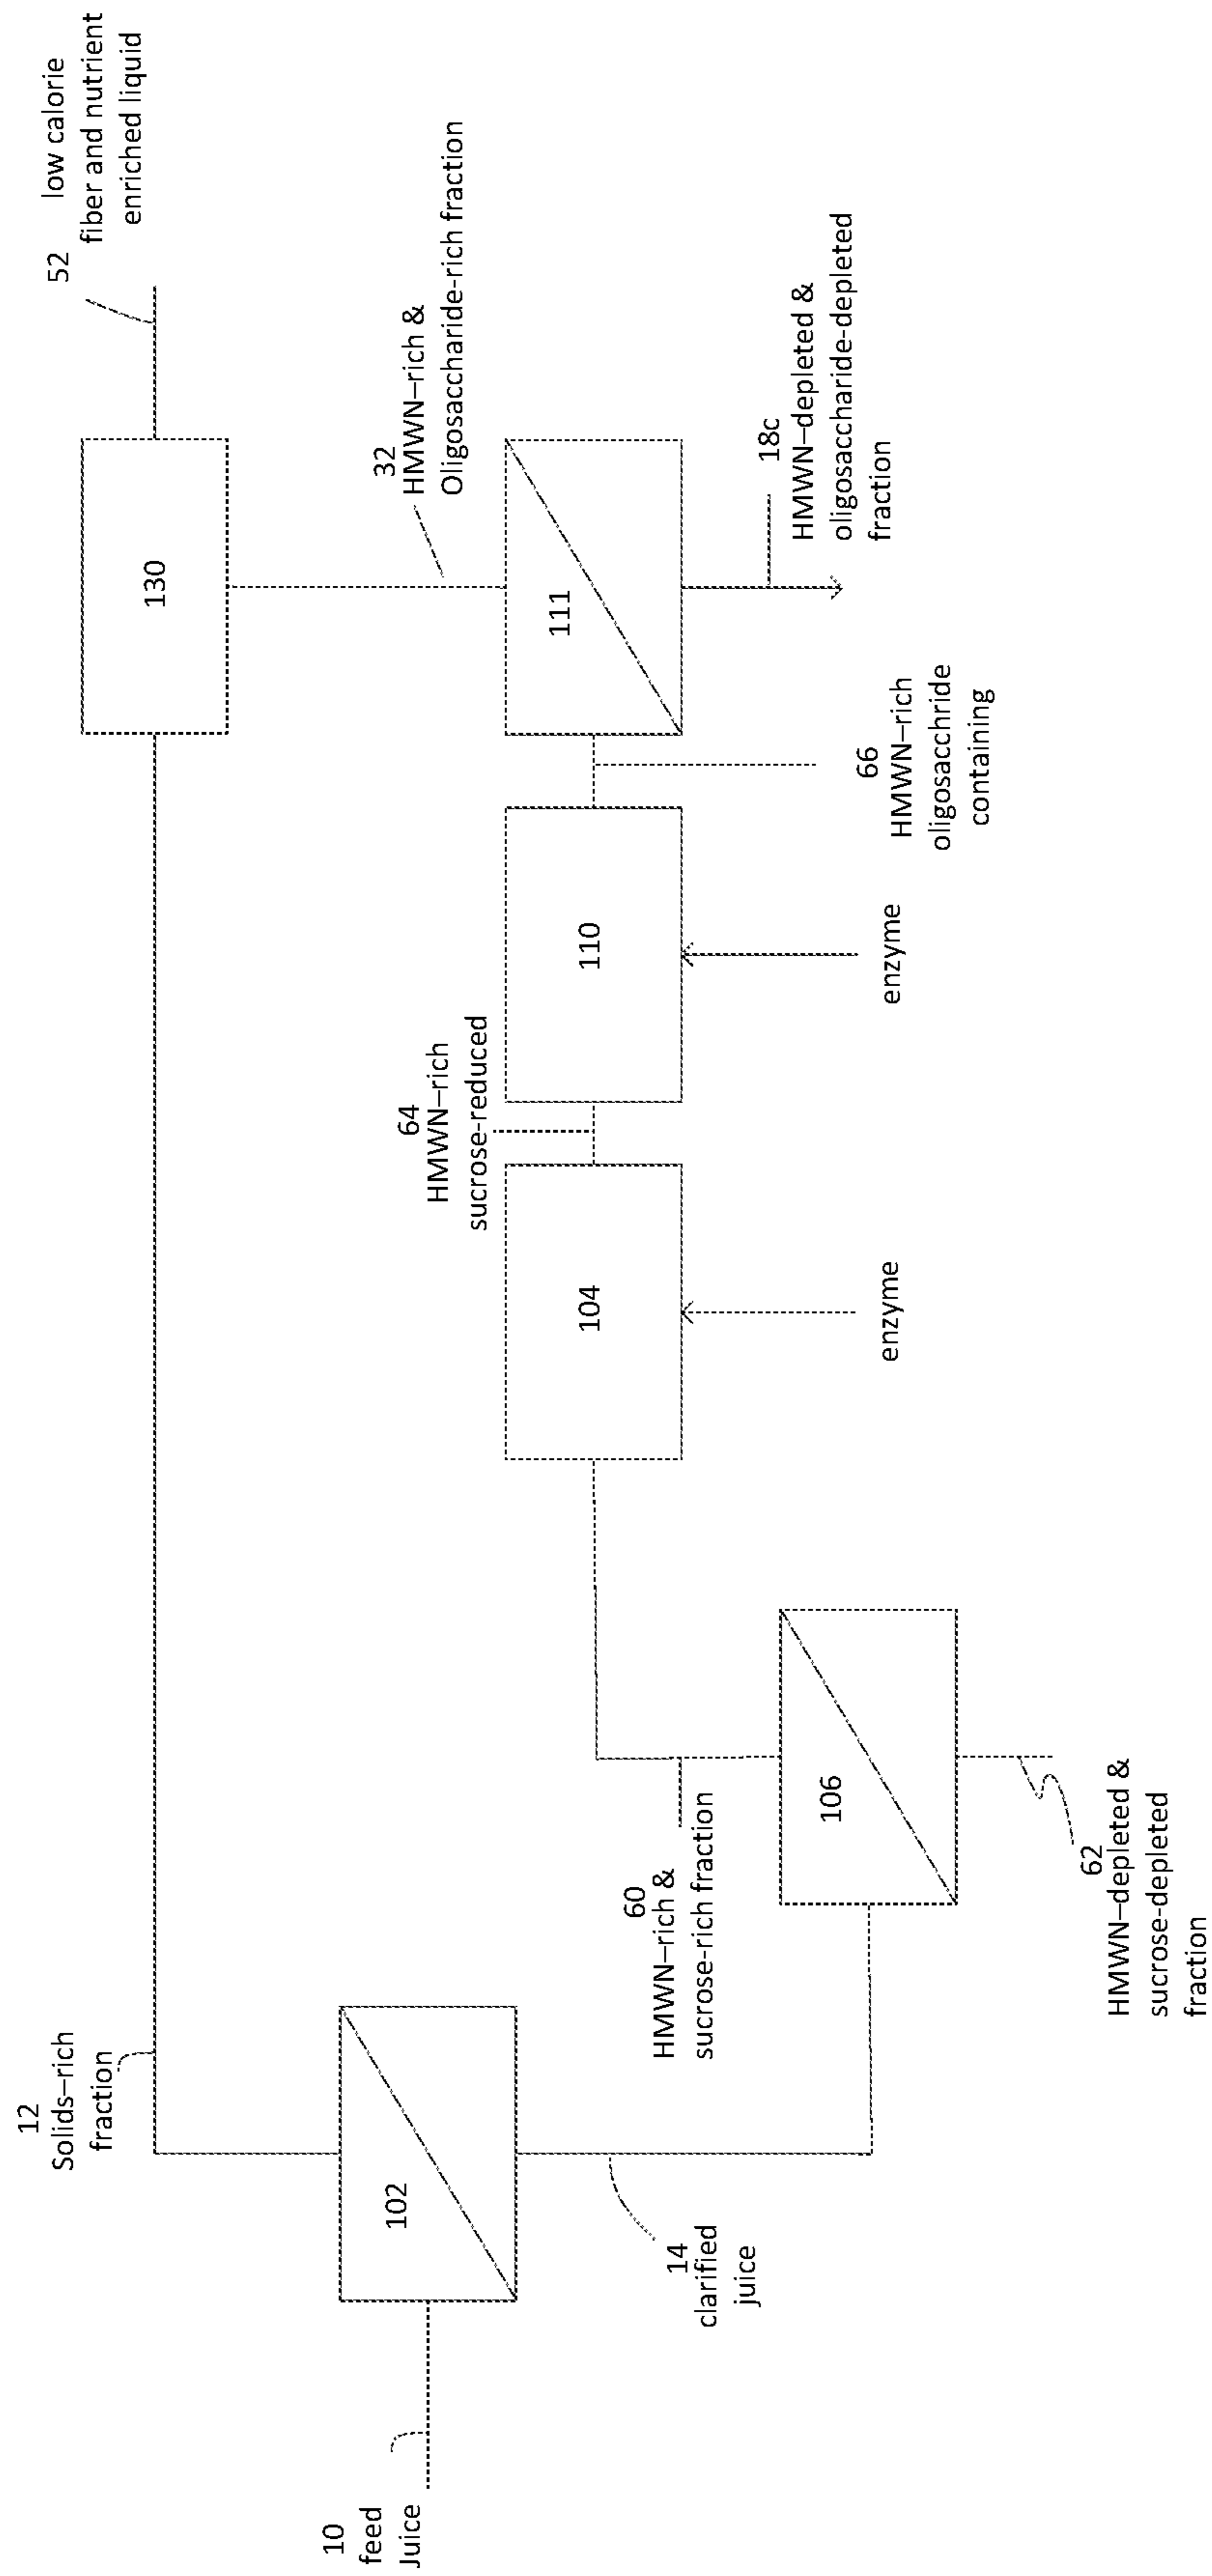 10
feed
Juice
12
Solids–rich
fraction
102
14
clarified
juice
60
HMWN–rich &
sucrose-rich fraction
106
62
HMWN–depleted &
sucrose-depleted
fraction
104
enzyme
64
HMWN–rich
sucrose-reduced
110
enzyme
66
HMWN–rich
oligosacchride
containing
111
18c
HMWN–depleted &
oligosaccharide-depleted
fraction
32
HMWN–rich &
Oligosaccharide-rich fraction
130
52
low calorie
fiber and nutrient
enriched liquid